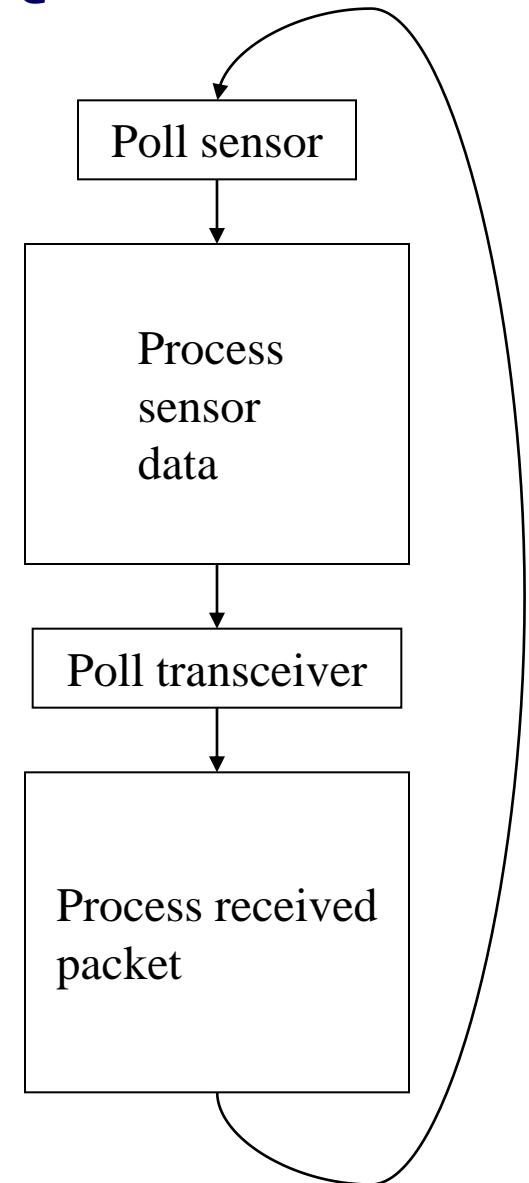 Poll sensor
Process
sensor
data
Poll transceiver
Process received
packet